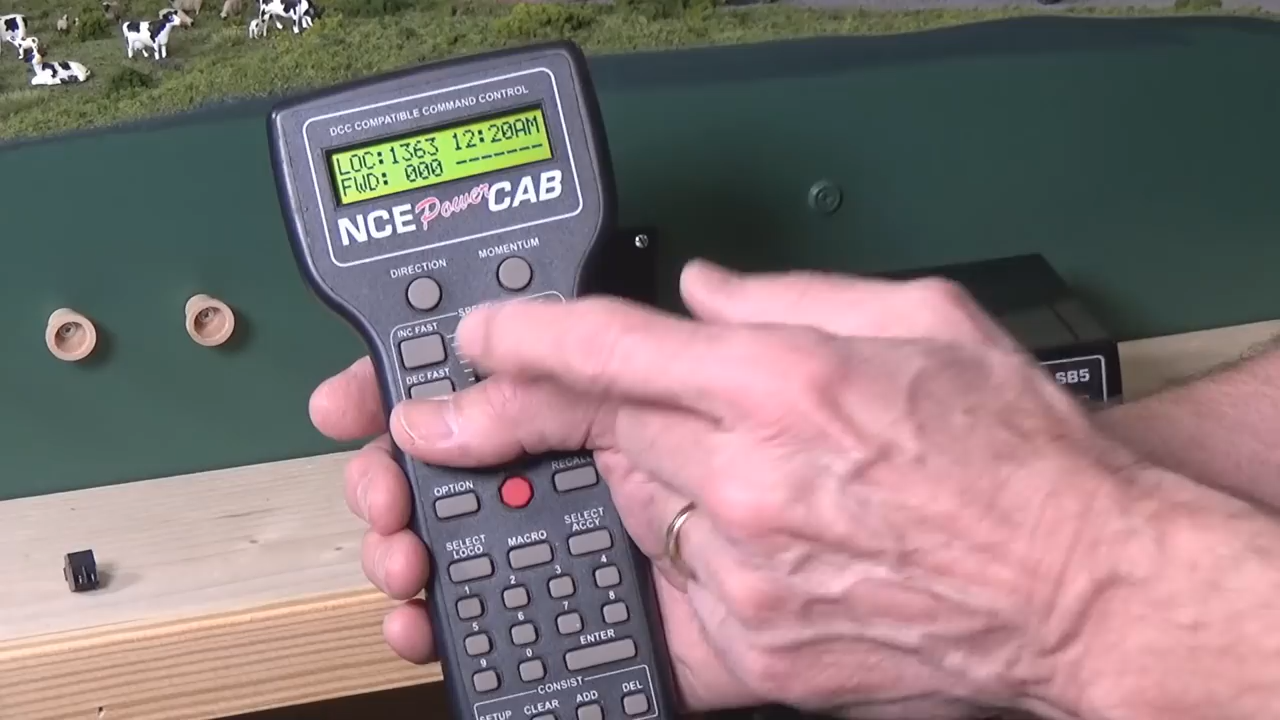 DCC COMPATIBLE COMMAND CONTROL
LOC:1363 12:20AM
FWD: 000 -------
NCE Power CAB
DIRECTION MOMENTUM
INC FAST
DEC FAST
SB5
OPTION RECALL
SELECT LOCO MACRO SELECT ACCY
1 2 3 4
5 6 7 8
9 0 ENTER
CONSIST
SETUP CLEAR ADD DEL